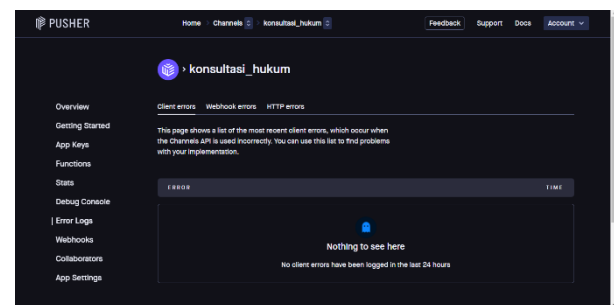 PUSHER
Home Channels konsultasi_hukum
Feedback Support Docs Account
› konsultasi_hukum
Overview
Getting Started
App Keys
Functions
Stats
Debug Console
Error Logs
Webhooks
Collaborators
App Settings
Client errors Webhook errors HTTP errors
This page shows a list of the most recent client errors, which occur when
the Channels API is used incorrectly. You can use this list to find problems
with your implementation.
ERROR TIME
Nothing to see here
No client errors have been logged in the last 24 hours